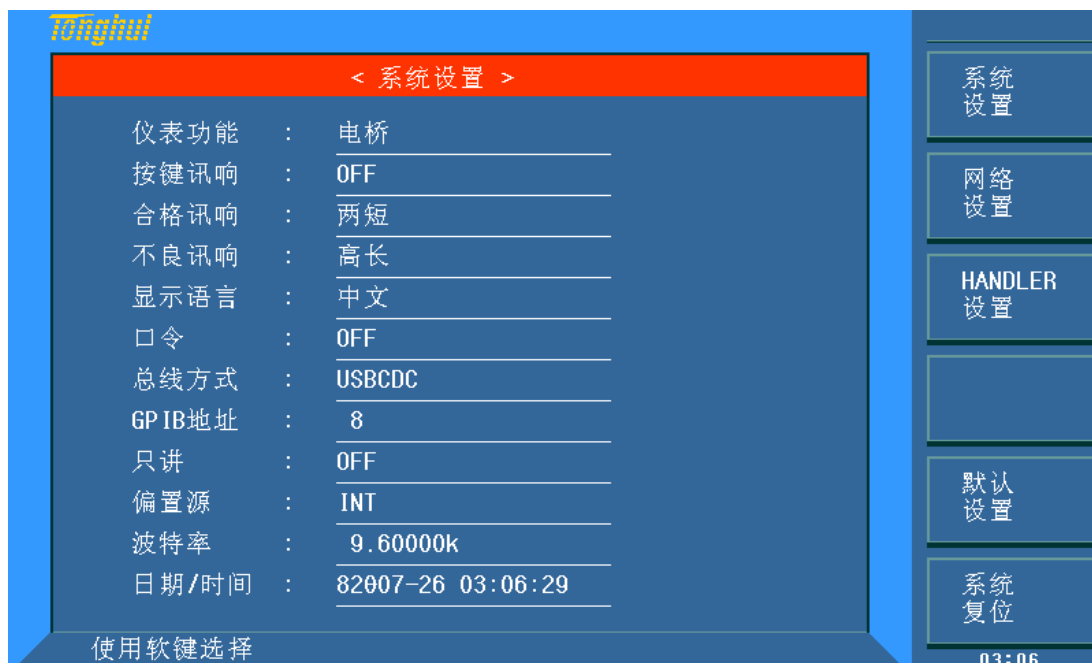 Tonghui
< 系统设置 >
仪表功能 : 电桥
按键讯响 : OFF
合格讯响 : 两短
不良讯响 : 高长
显示语言 : 中文
口令 : OFF
总线方式 : USBCDC
GPIB地址 : 8
只讲 : OFF
偏置源 : INT
波特率 : 9.60000k
日期/时间 : 82007-26 03:06:29
使用软键选择
系统
设置
网络
设置
HANDLER
设置
默认
设置
系统
复位
03:06